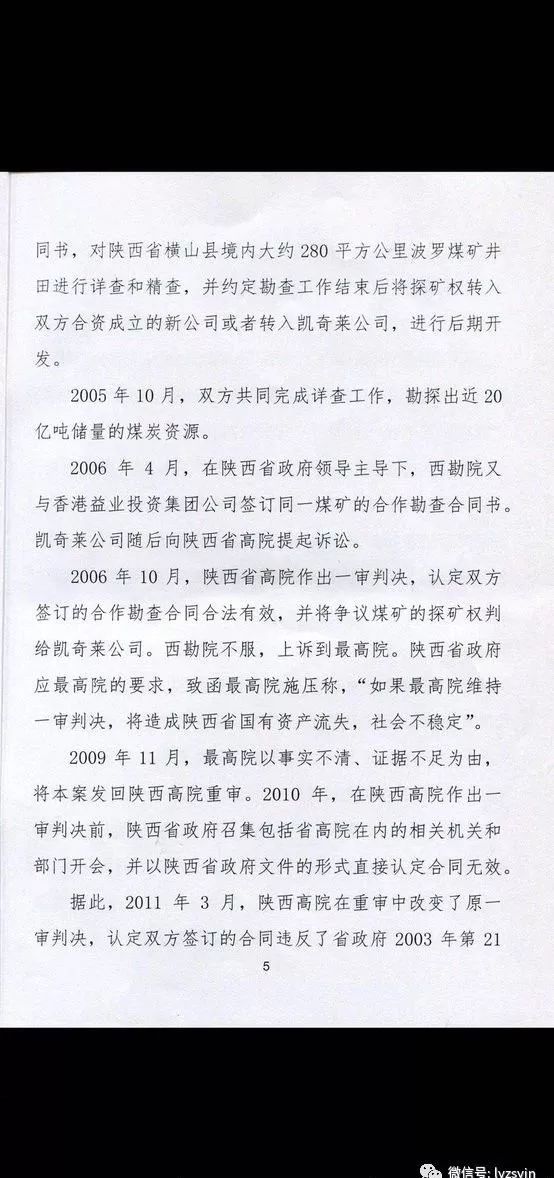 同书，对陕西省横山县境内大约 280 平方公里波罗煤矿井
田进行详查和精查，并约定勘查工作结束后将探矿权转入
双方合资成立的新公司或者转入凯奇莱公司，进行后期开
发。
2005 年 10 月，双方共同完成详查工作，勘探出近 20
亿吨储量的煤炭资源。
2006 年 4 月，在陕西省政府领导主导下，西勘院又
与香港益业投资集团公司签订同一煤矿的合作勘查合同书。
凯奇莱公司随后向陕西省高院提起诉讼。
2006 年 10 月，陕西省高院作出一审判决，认定双方
签订的合作勘查合同合法有效，并将争议煤矿的探矿权判
给凯奇莱公司。西勘院不服，上诉到最高院。陕西省政府
应最高院的要求，致函最高院施压称，“如果最高院维持
一审判决，将造成陕西省国有资产流失，社会不稳定”。
2009 年 11 月，最高院以事实不清、证据不足为由，
将本案发回陕西高院重审。2010 年，在陕西高院作出一
审判决前，陕西省政府召集包括省高院在内的相关机关和
部门开会，并以陕西省政府文件的形式直接认定合同无效。
据此，2011 年 3 月，陕西高院在重审中改变了原一
审判决，认定双方签订的合同违反了省政府 2003 年第 21
5
微信号: lyzsvip